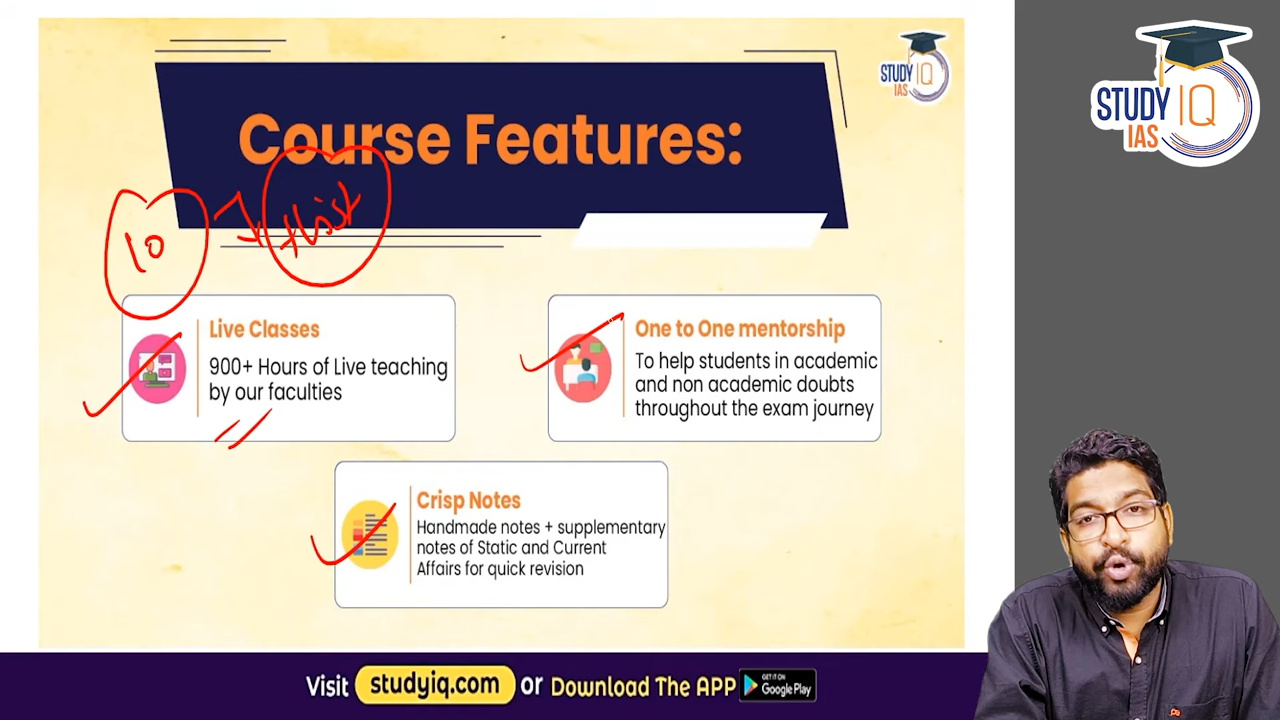 STUDY IQ
IAS
STUDY IQ
IAS
Course Features:
10
Live Classes
900+ Hours of Live teaching
by our faculties
One to One mentorship
To help students in academic
and non academic doubts
throughout the exam journey
Crisp Notes
Handmade notes + supplementary
notes of Static and Current
Affairs for quick revision
Visit studyiq.com or Download The APP
GET IT ON
Google Play